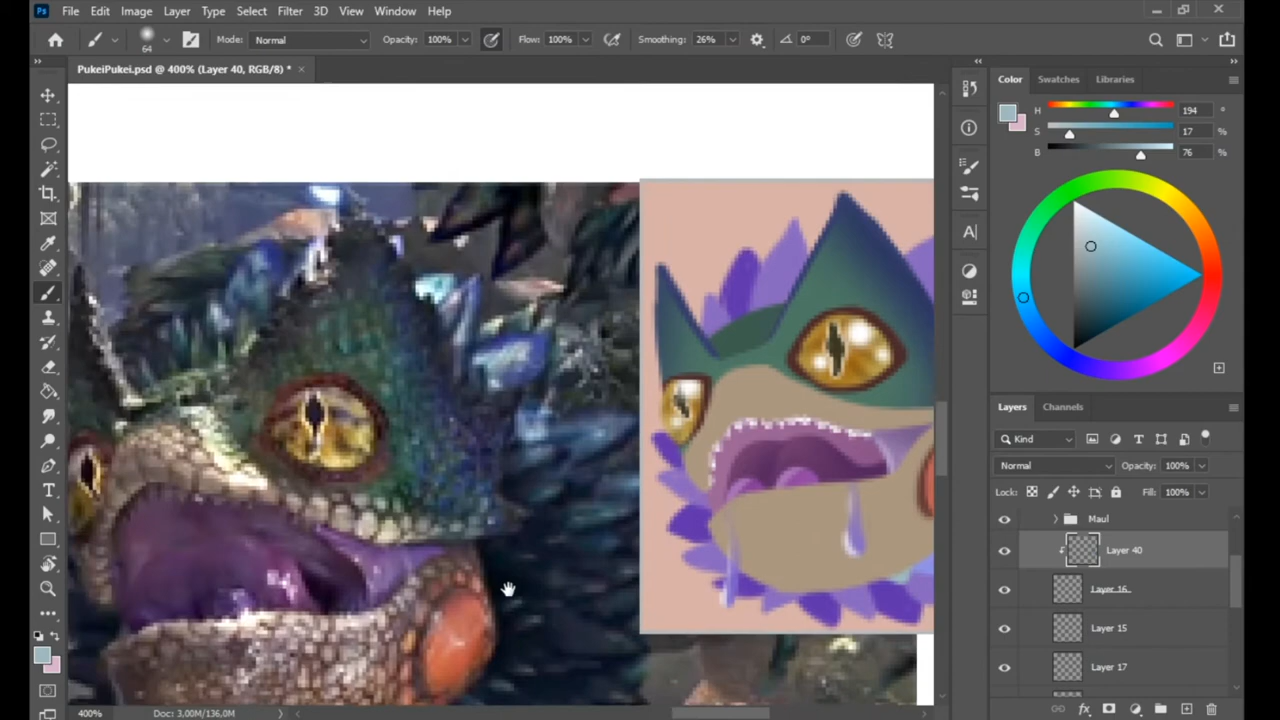 Ps File Edit Image Layer Type Select Filter 3D View Window Help
64 Mode: Normal Opacity: 100% Flow: 100% Smoothing: 26% 0°
PukeiPukei.psd @ 400% (Layer 40, RGB/8) * ×
Color Swatches Libraries
H 194 °
S 17 %
B 76 %
Layers Channels
Kind
Normal Opacity: 100%
Lock: Fill: 100%
Maul
Layer 40
Layer 16
Layer 15
Layer 17
400% Doc: 3,00M/136,0M